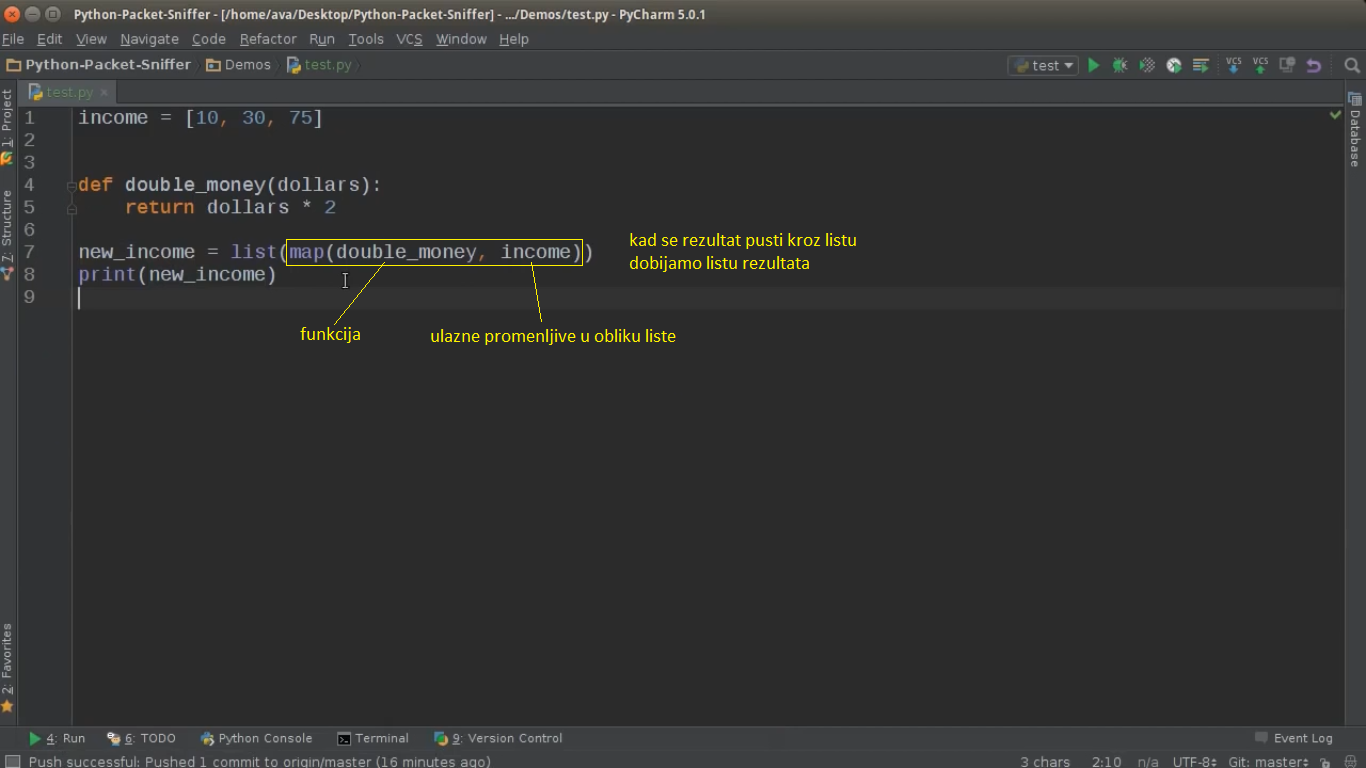 Python-Packet-Sniffer - [/home/ava/Desktop/Python-Packet-Sniffer] - .../Demos/test.py - PyCharm 5.0.1
File Edit View Navigate Code Refactor Run Tools VCS Window Help
Python-Packet-Sniffer Demos test.py test VCS VCS
test.py
1: Project
7: Structure
2: Favorites
Database
1 income = [10, 30, 75]
2
3
4 def double_money(dollars):
5 return dollars * 2
6
7 new_income = list(map(double_money, income))
8 print(new_income)
9
kad se rezultat pusti kroz listu
dobijamo listu rezultata
funkcija
ulazne promenljive u obliku liste
4: Run 6: TODO Python Console Terminal 9: Version Control Event Log
Push successful: Pushed 1 commit to origin/master (16 minutes ago) 3 chars 2:10 n/a UTF-8 Git: master